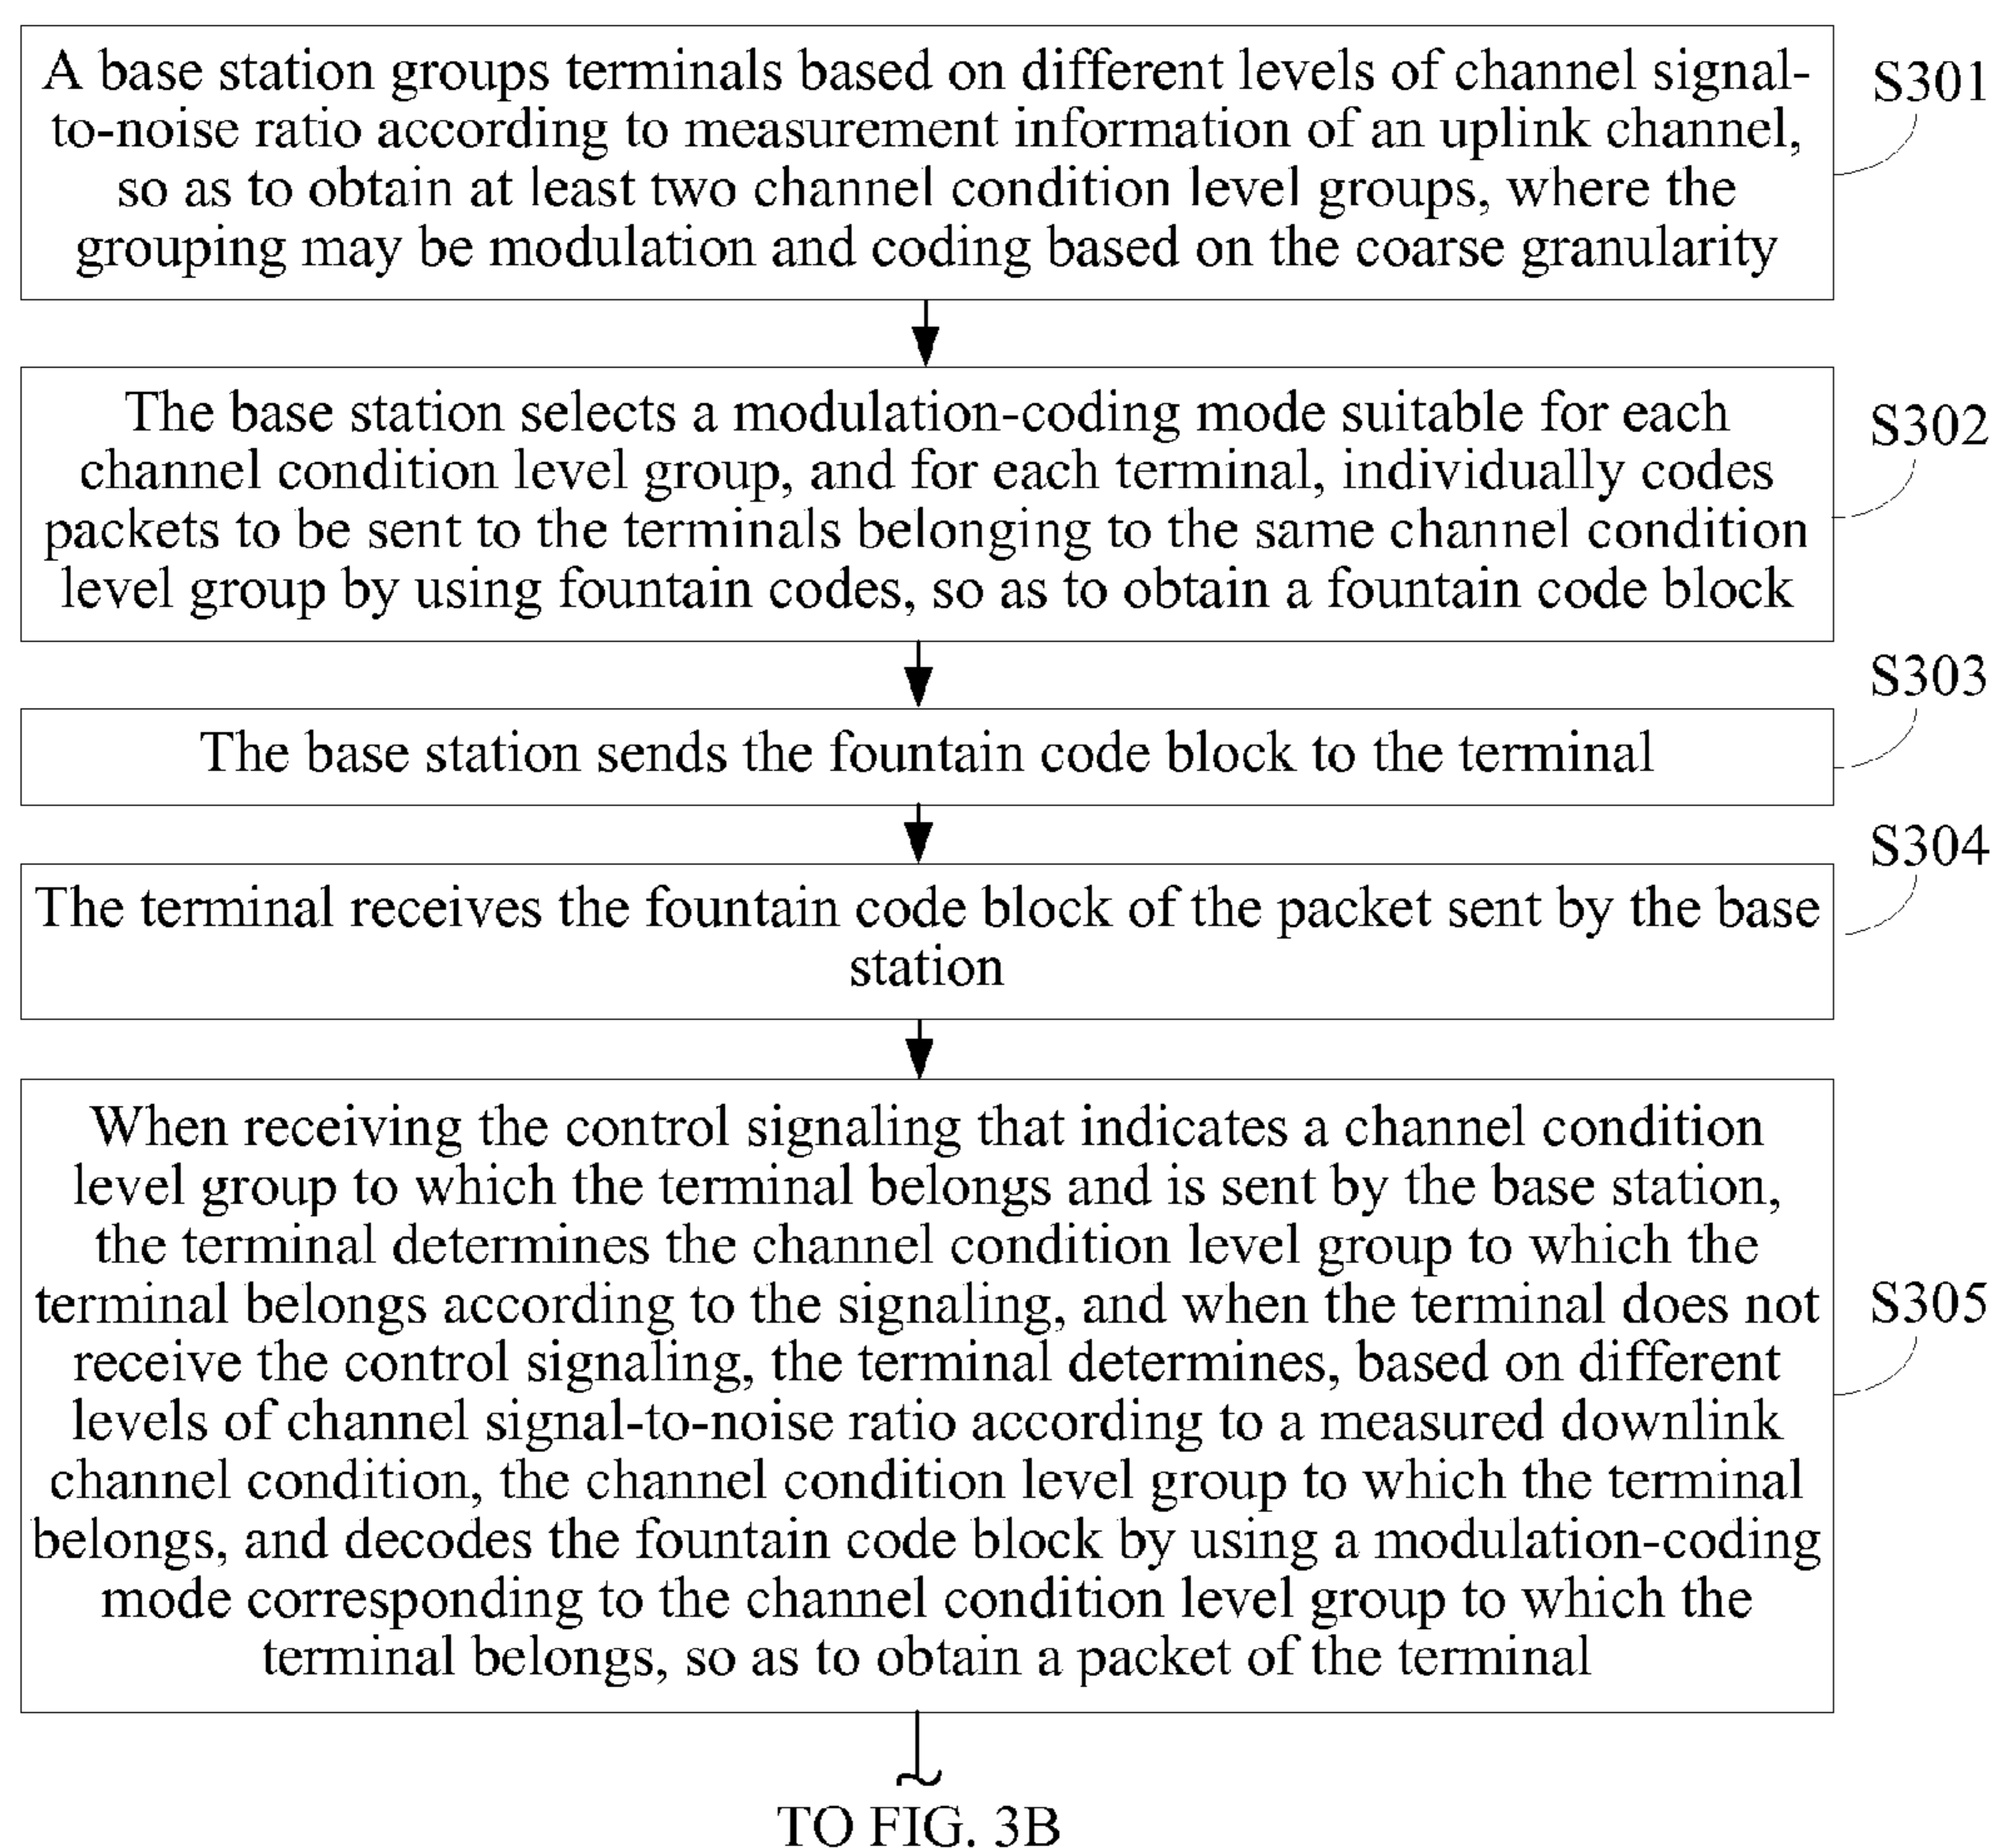 A base station groups terminals based on different levels of channel signal-
to-noise ratio according to measurement information of an uplink channel,
so as to obtain at least two channel condition level groups, where the
grouping may be modulation and coding based on the coarse granularity
S301
The base station selects a modulation-coding mode suitable for each
channel condition level group, and for each terminal, individually codes
packets to be sent to the terminals belonging to the same channel condition
level group by using fountain codes, so as to obtain a fountain code block
S302
The base station sends the fountain code block to the terminal
S303
The terminal receives the fountain code block of the packet sent by the base
station
S304
When receiving the control signaling that indicates a channel condition
level group to which the terminal belongs and is sent by the base station,
the terminal determines the channel condition level group to which the
terminal belongs according to the signaling, and when the terminal does not
receive the control signaling, the terminal determines, based on different
levels of channel signal-to-noise ratio according to a measured downlink
channel condition, the channel condition level group to which the terminal
belongs, and decodes the fountain code block by using a modulation-coding
mode corresponding to the channel condition level group to which the
terminal belongs, so as to obtain a packet of the terminal
S305
TO FIG. 3B